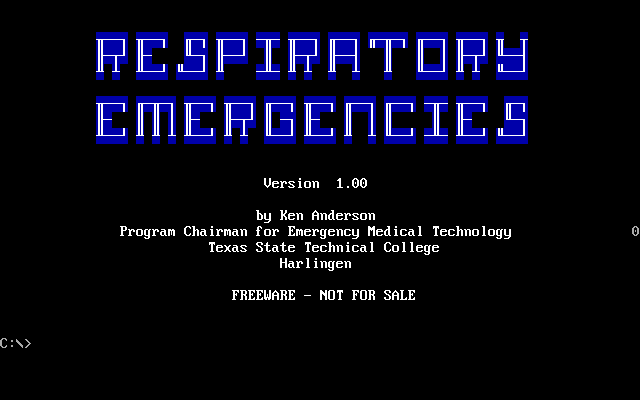 RESPIRATORY
EMERGENCIES
Version 1.00
by Ken Anderson
Program Chairman for Emergency Medical Technology
0
Texas State Technical College
Harlingen
FREEWARE - NOT FOR SALE
C:\>